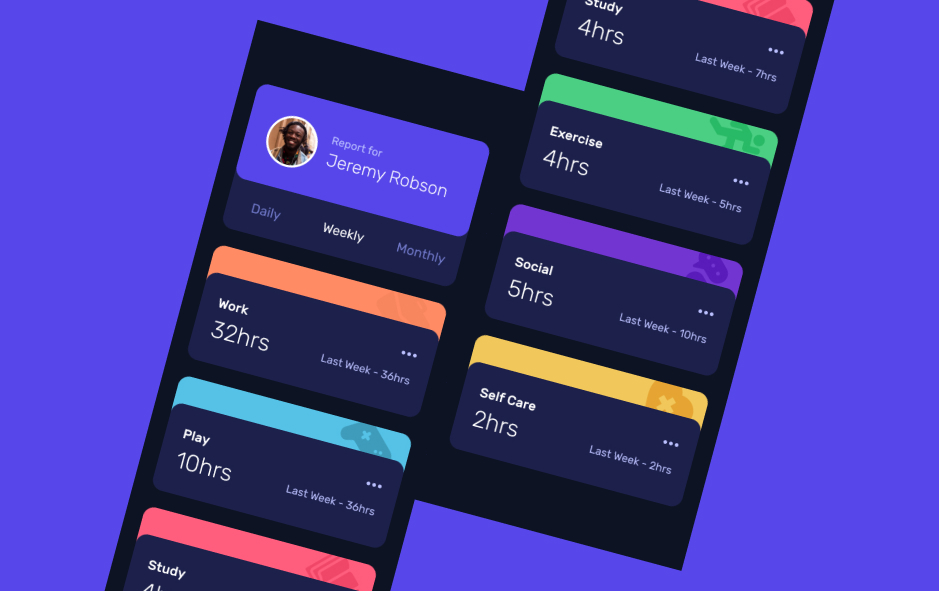 Report for
Jeremy Robson
Daily
Weekly
Monthly
Work
32hrs
Last Week - 36hrs
Play
10hrs
Last Week - 36hrs
Study
Study
4hrs
Last Week - 7hrs
Exercise
4hrs
Last Week - 5hrs
Social
5hrs
Last Week - 10hrs
Self Care
2hrs
Last Week - 2hrs